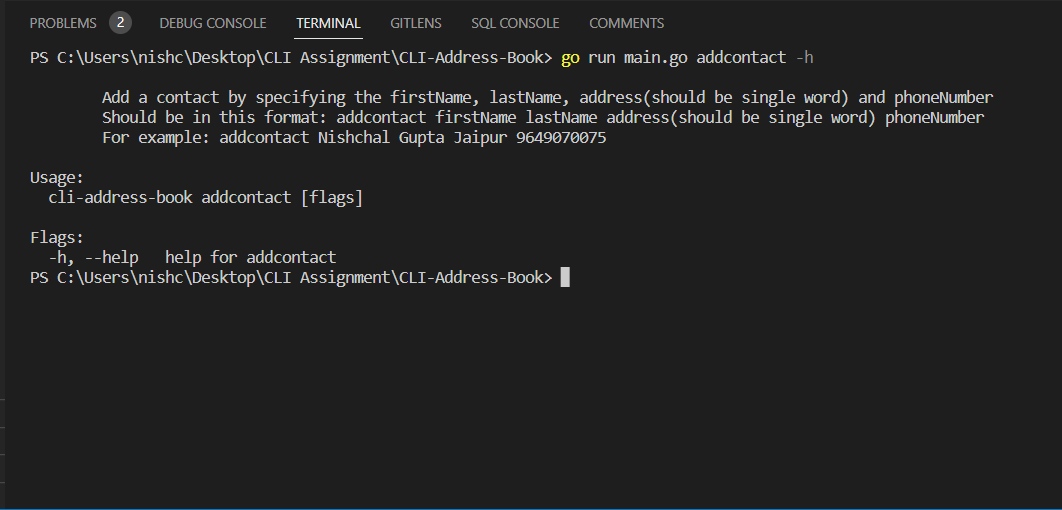 PROBLEMS 2 DEBUG CONSOLE TERMINAL GITLENS SQL CONSOLE COMMENTS
PS C:\Users\nishc\Desktop\CLI Assignment\CLI-Address-Book> go run main.go addcontact -h
Add a contact by specifying the firstName, lastName, address(should be single word) and phoneNumber
Should be in this format: addcontact firstName lastName address(should be single word) phoneNumber
For example: addcontact Nishchal Gupta Jaipur 9649070075
Usage:
cli-address-book addcontact [flags]
Flags:
-h, --help help for addcontact
PS C:\Users\nishc\Desktop\CLI Assignment\CLI-Address-Book>